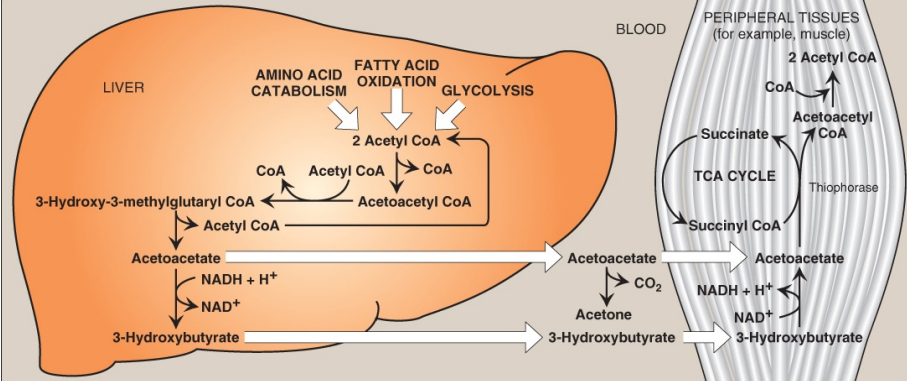 LIVER
BLOOD
PERIPHERAL TISSUES
(for example, muscle)
AMINO ACID
CATABOLISM
FATTY ACID
OXIDATION
GLYCOLYSIS
2 Acetyl CoA
CoA
Acetyl CoA
CoA
3-Hydroxy-3-methylglutaryl CoA
Acetoacetyl CoA
Acetyl CoA
Acetoacetate
NADH + H⁺
NAD⁺
3-Hydroxybutyrate
Acetoacetate
CO₂
Acetone
3-Hydroxybutyrate
2 Acetyl CoA
CoA
Acetoacetyl
CoA
Succinate
TCA CYCLE
Thiophorase
Succinyl CoA
Acetoacetate
NADH + H⁺
NAD⁺
3-Hydroxybutyrate